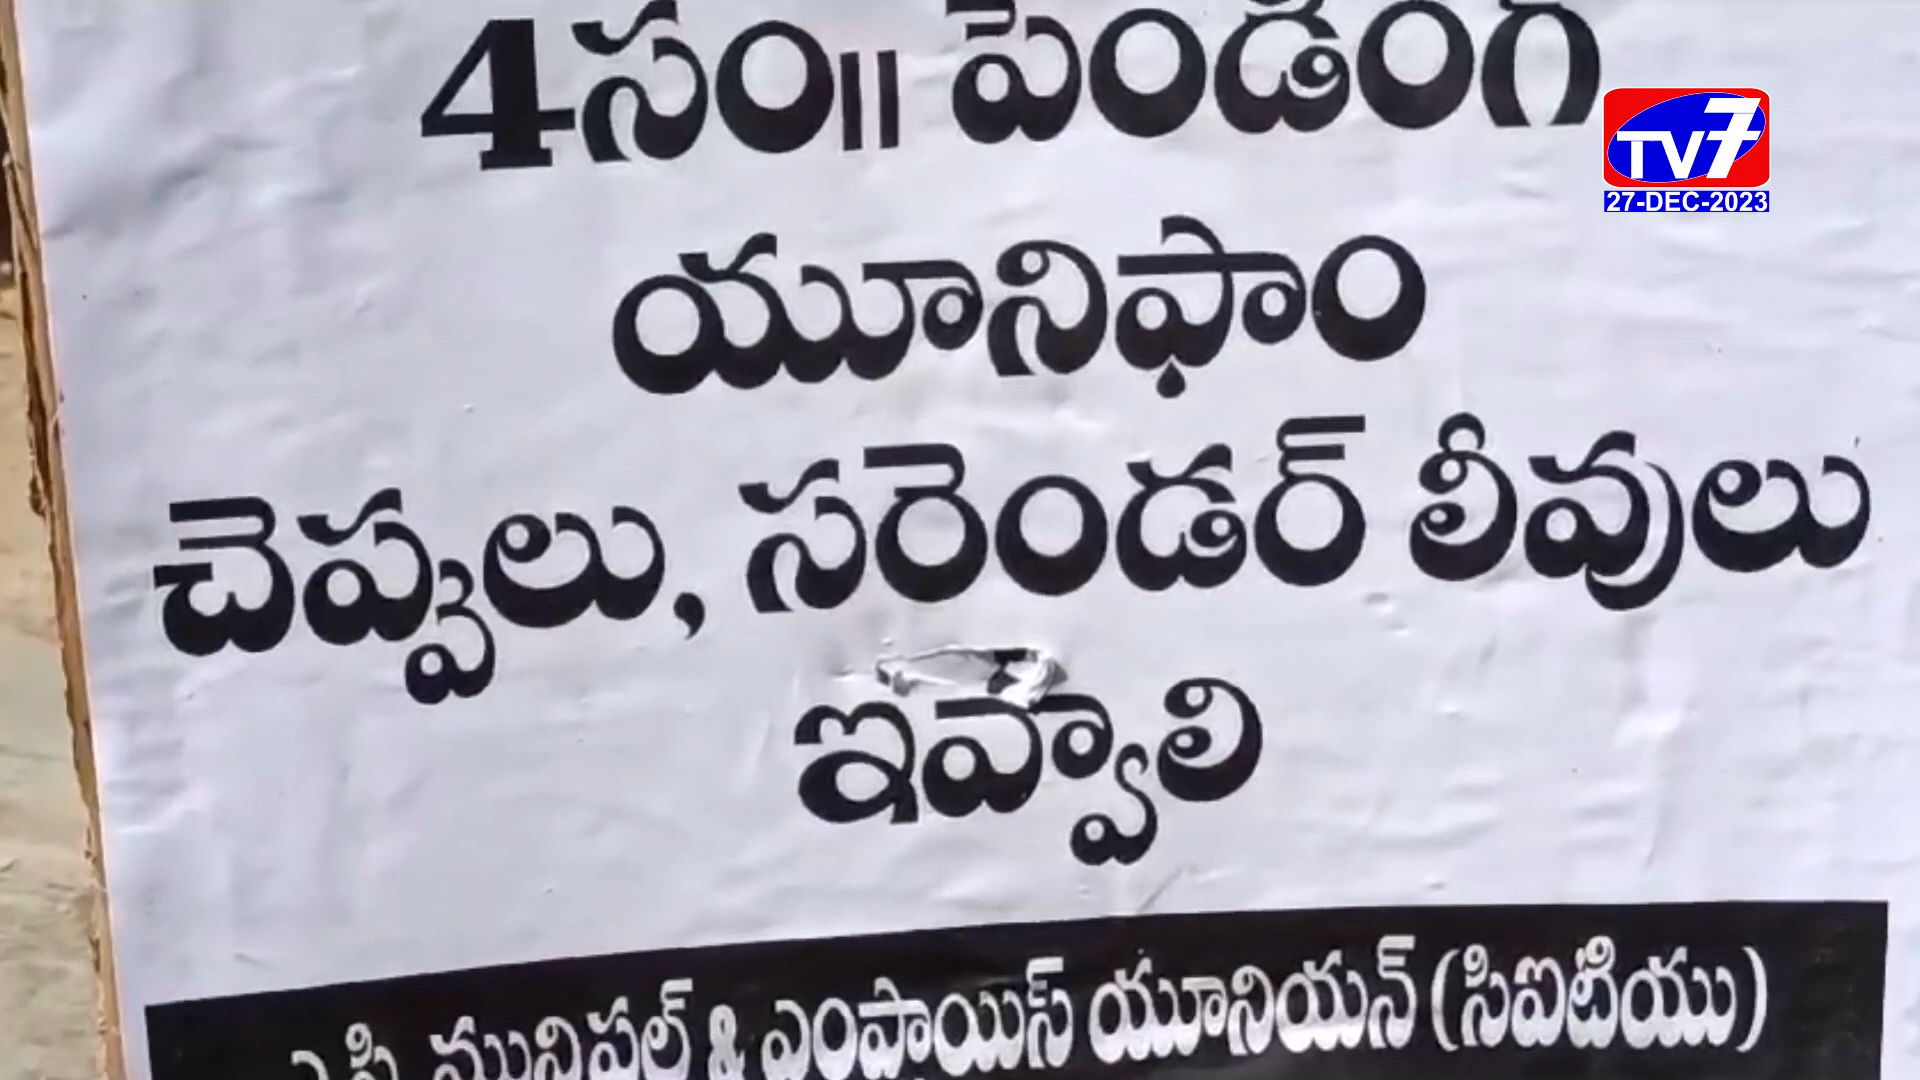 4సం॥ పెండింగ్
TV7
27-DEC-2023
యూనిఫాం
చెప్పులు, సరెండర్ లీవులు
ఇవ్వాలి
మునిపల్ & ఎంప్లాయిస్ యూనియన్ (సిఐటియు)